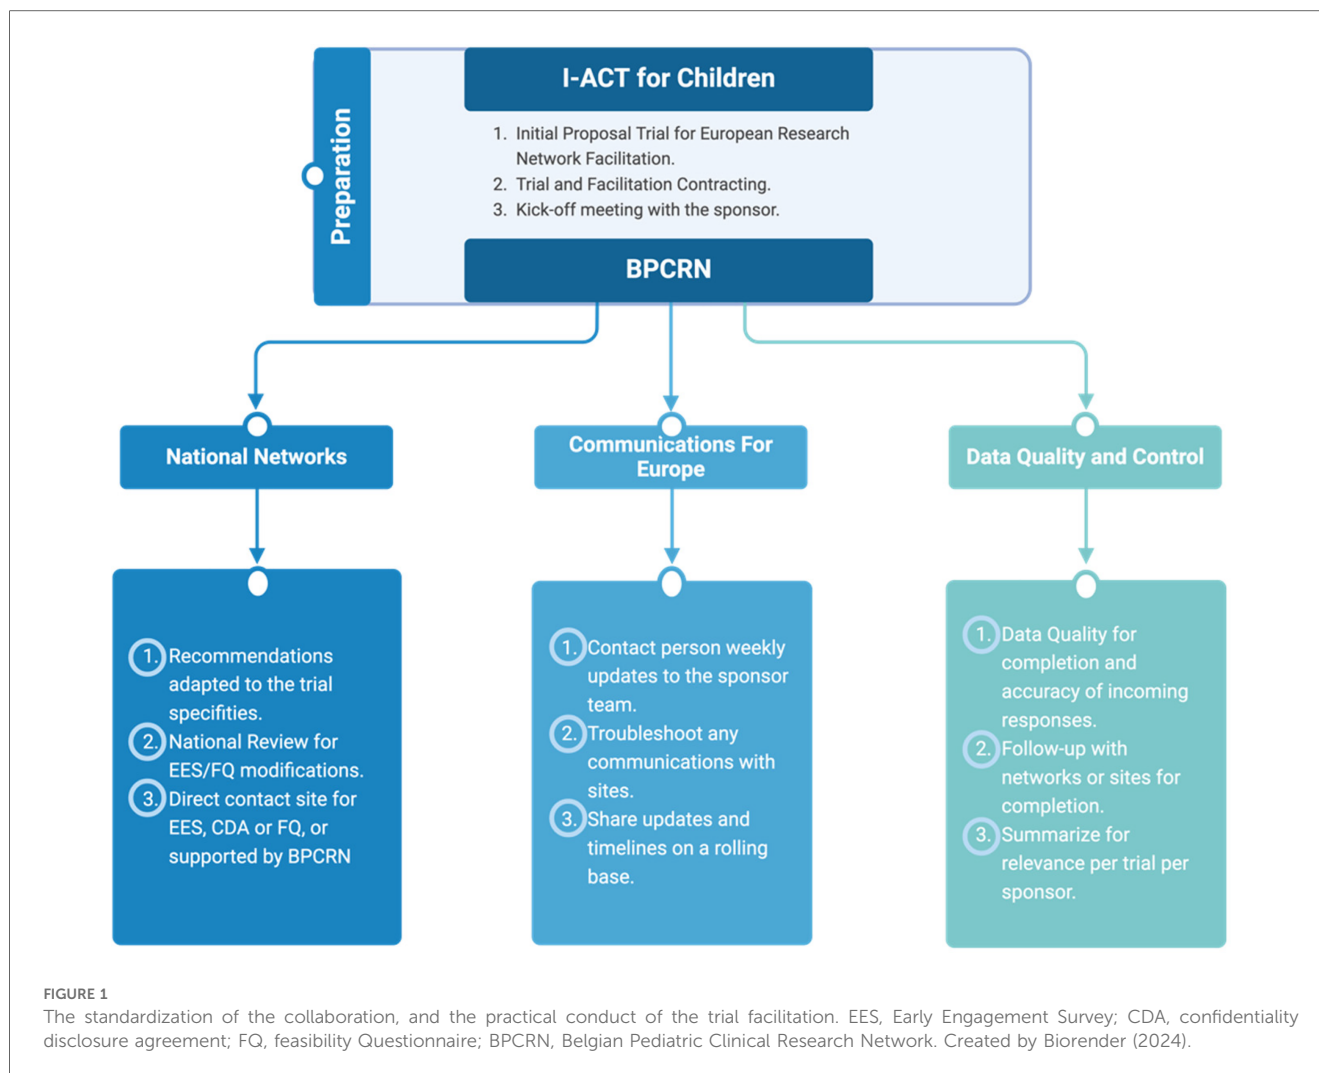 Preparation
I-ACT for Children
1. Initial Proposal Trial for European Research
Network Facilitation.
2. Trial and Facilitation Contracting.
3. Kick-off meeting with the sponsor.
BPCRN
National Networks
1. Recommendations
adapted to the trial
specifities.
2. National Review for
EES/FQ modifications.
3. Direct contact site for
EES, CDA or FQ, or
supported by BPCRN
Communications For
Europe
1. Contact person weekly
updates to the sponsor
team.
2. Troubleshoot any
communications with
sites.
3. Share updates and
timelines on a rolling
base.
Data Quality and Control
1. Data Quality for
completion and
accuracy of incoming
responses.
2. Follow-up with
networks or sites for
completion.
3. Summarize for
relevance per trial per
sponsor.
FIGURE 1
The standardization of the collaboration, and the practical conduct of the trial facilitation. EES, Early Engagement Survey; CDA, confidentiality
disclosure agreement; FQ, feasibility Questionnaire; BPCRN, Belgian Pediatric Clinical Research Network. Created by Biorender (2024).